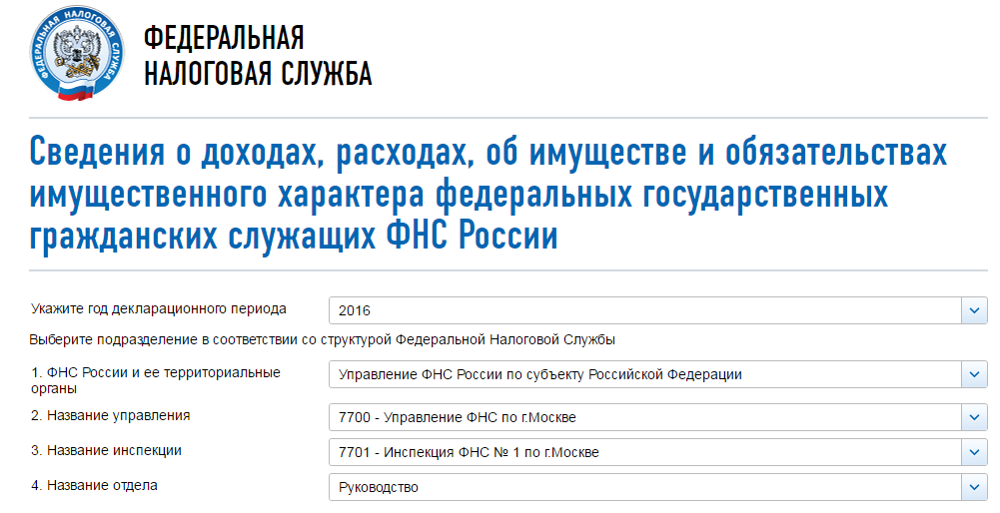 ФЕДЕРАЛЬНАЯ НАЛОГОВАЯ СЛУЖБА
ФЕДЕРАЛЬНАЯ
НАЛОГОВАЯ СЛУЖБА
Сведения о доходах, расходах, об имуществе и обязательствах
имущественного характера федеральных государственных
гражданских служащих ФНС России
Укажите год декларационного периода
2016
Выберите подразделение в соответствии со структурой Федеральной Налоговой Службы
1. ФНС России и ее территориальные
органы
Управление ФНС России по субъекту Российской Федерации
2. Название управления
7700 - Управление ФНС по г.Москве
3. Название инспекции
7701 - Инспекция ФНС № 1 по г.Москве
4. Название отдела
Руководство